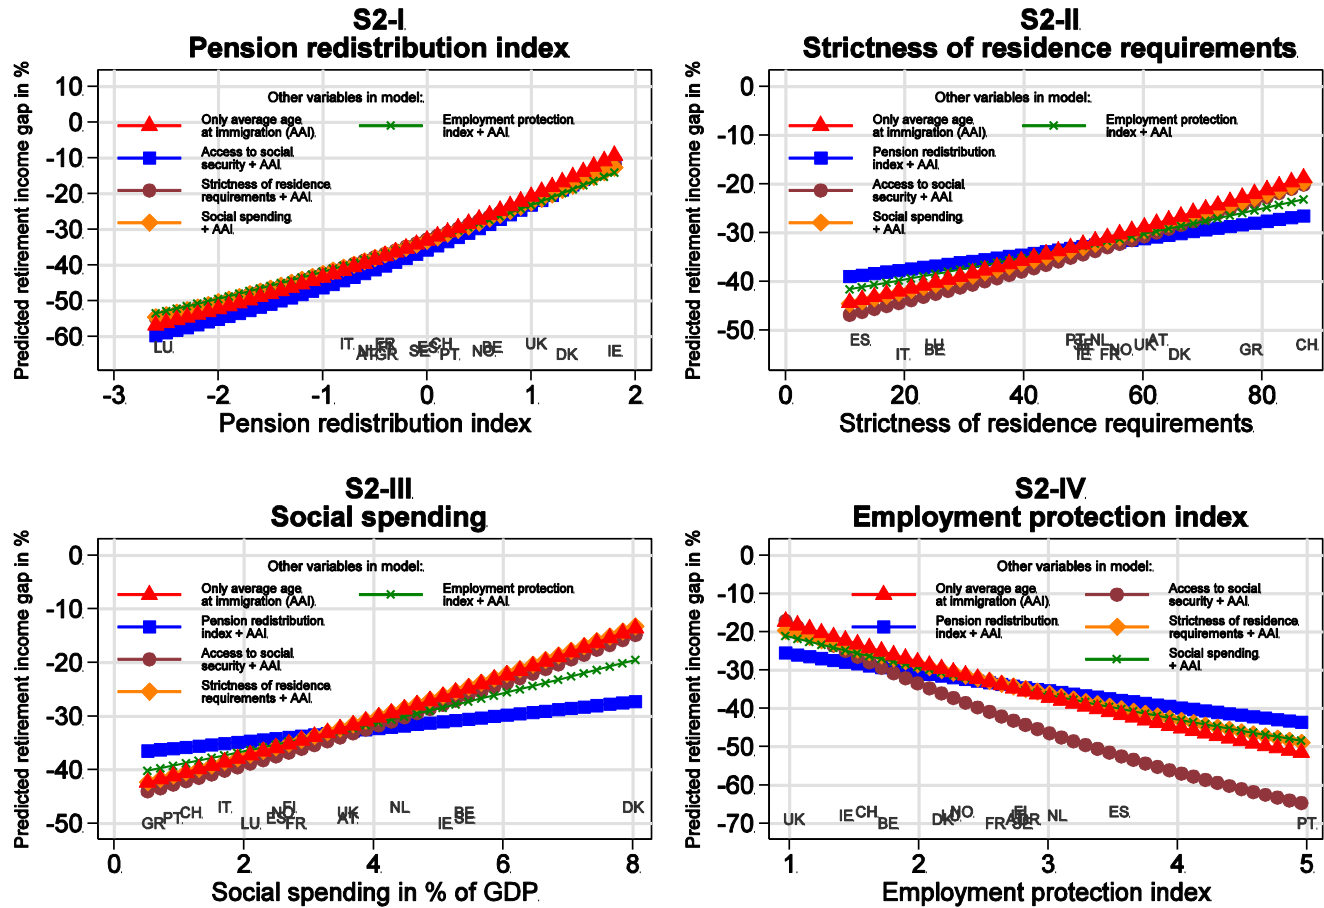 S2-I
Pension redistribution index
Predicted retirement income gap in %
Other variables in model:
Only average age
at immigration (AAI)
Access to social
security + AAI
Strictness of residence
requirements + AAI
Social spending
+ AAI
Employment protection
index + AAI
10
0
-10
-20
-30
-40
-50
-60
LU
IT
FR
SE
ES
CH
PT
NO
BE
UK
DK
IE
-3
-2
-1
0
1
2
Pension redistribution index
S2-II
Strictness of residence requirements
Predicted retirement income gap in %
Other variables in model:
Only average age
at immigration (AAI)
Pension redistribution
index + AAI
Access to social
security + AAI
Social spending
+ AAI
Employment protection
index + AAI
0
-10
-20
-30
-40
-50
ES
IT
LU
BE
PT
NL
IE
FR
NO
UK
AT
DK
GR
CH
0
20
40
60
80
Strictness of residence requirements
S2-III
Social spending
Predicted retirement income gap in %
Other variables in model:
Only average age
at immigration (AAI)
Pension redistribution
index + AAI
Access to social
security + AAI
Strictness of residence
requirements + AAI
Employment protection
index + AAI
0
-10
-20
-30
-40
-50
GR
PT
CH
IT
LU
ES
NO
FI
FR
UK
AT
NL
IE
BE
SE
DK
0
2
4
6
8
Social spending in % of GDP
S2-IV
Employment protection index
Predicted retirement income gap in %
Other variables in model:
Only average age
at immigration (AAI)
Pension redistribution
index + AAI
Access to social
security + AAI
Strictness of residence
requirements + AAI
Social spending
+ AAI
0
-10
-20
-30
-40
-50
-60
-70
UK
IE
CH
BE
DK
NO
FR
FI
SE
NL
ES
PT
1
2
3
4
5
Employment protection index